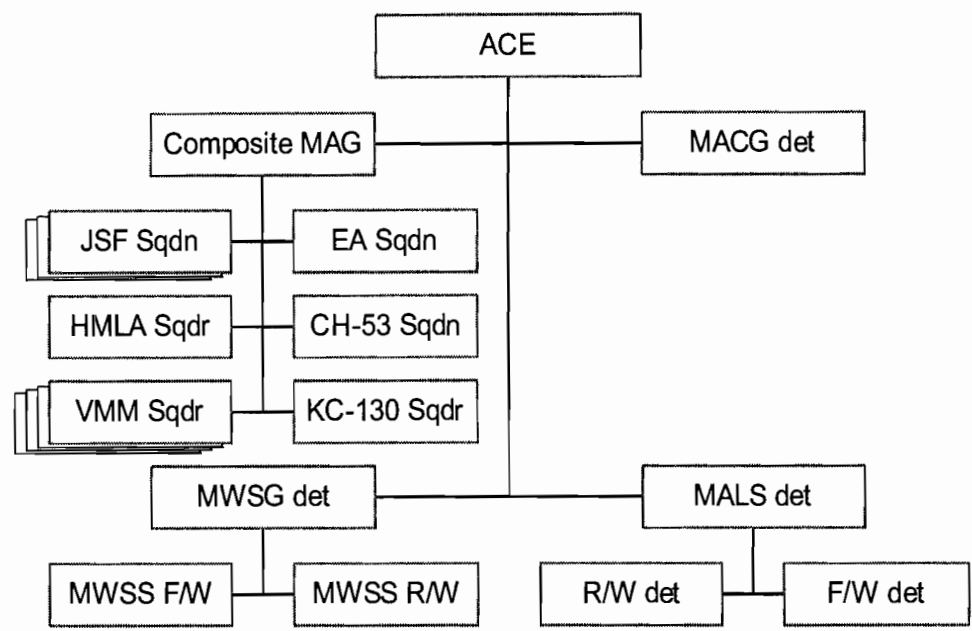 ACE
Composite MAG
MACG det
JSF Sqdn
EA Sqdn
HMLA Sqdr
CH-53 Sqdn
VMM Sqdr
KC-130 Sqdr
MWSG det
MALS det
MWSS F/W
MWSS R/W
R/W det
F/W det